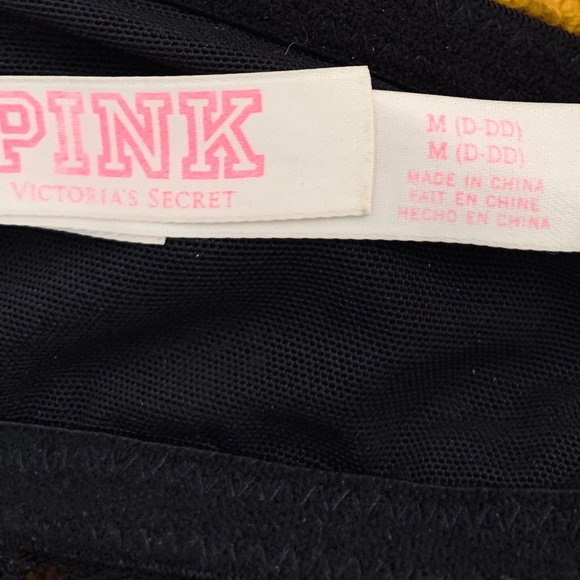 PINK
VICTORIA'S SECRET
M (D-DD)
M (D-DD)
MADE IN CHINA
FAIT EN CHINE
HECHO EN CHINA